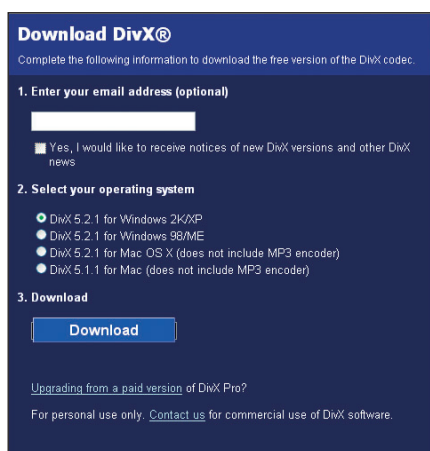 Download DivX®
Complete the following information to download the free version of the DivX codec.
1. Enter your email address (optional)
Yes, I would like to receive notices of new DivX versions and other DivX
news
2. Select your operating system
DivX 5.2.1 for Windows 2K/XP
DivX 5.2.1 for Windows 98/ME
DivX 5.2.1 for Mac OS X (does not include MP3 encoder)
DivX 5.1.1 for Mac (does not include MP3 encoder)
3. Download
Download
Upgrading from a paid version of DivX Pro?
For personal use only. Contact us for commercial use of DivX software.